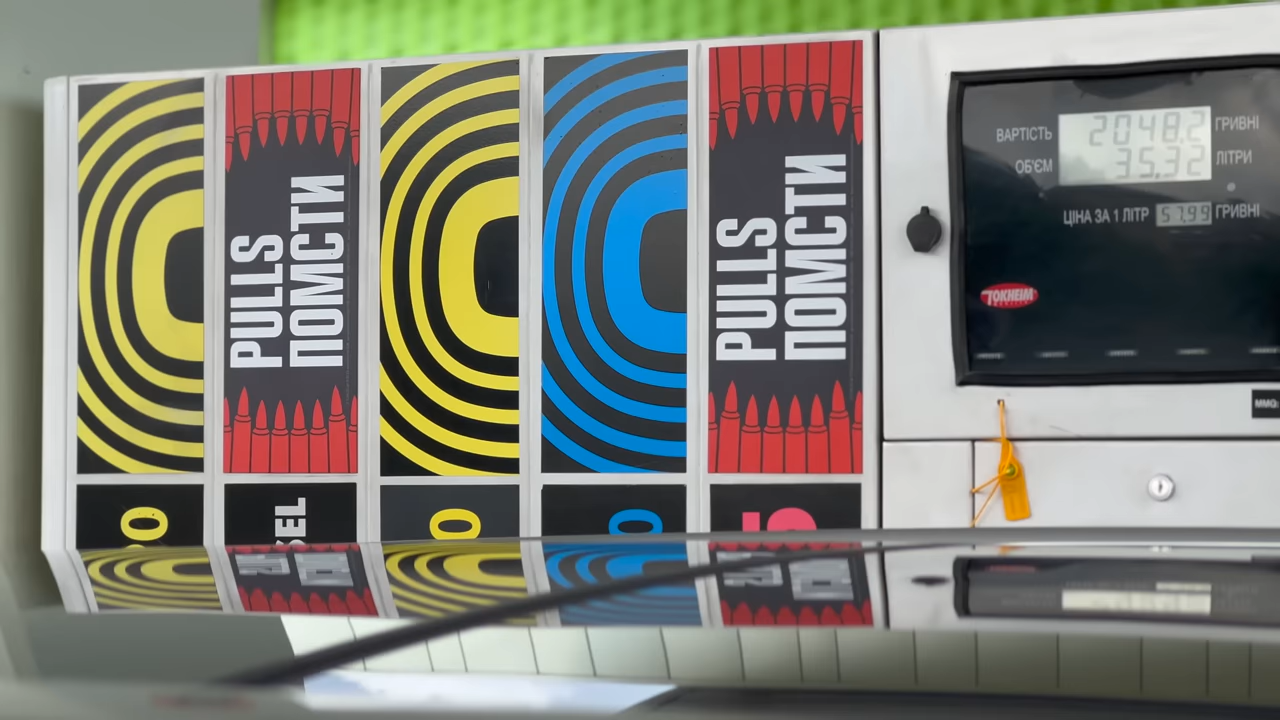 PULLS
ПОМСТИ
PULLS
ПОМСТИ
ВАРТІСТЬ 2048.2 ГРИВНІ
ОБ'ЄМ 35.32 ЛІТРИ
ЦІНА ЗА 1 ЛІТР 57.99 ГРИВНІ
TOKHEIM
MMG: